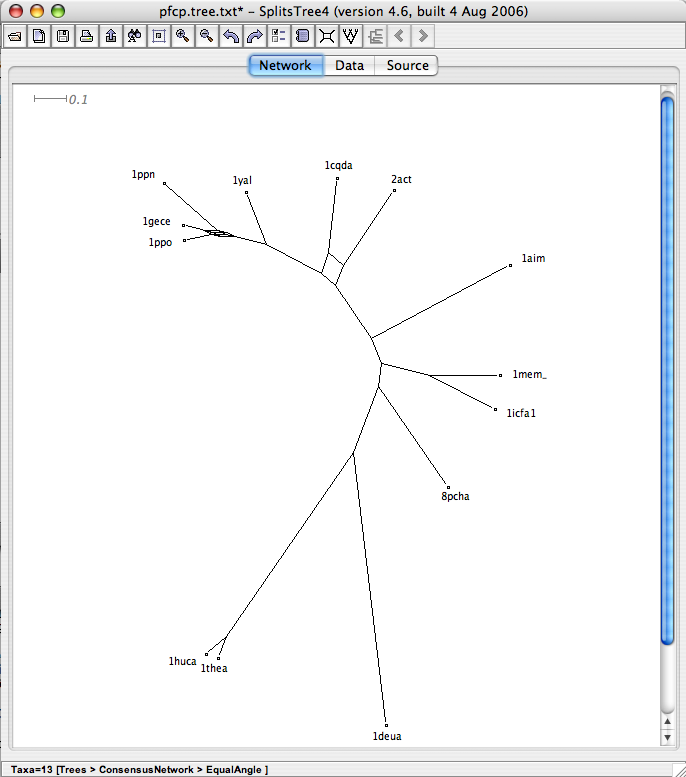 pfcp.tree.txt* – SplitsTree4 (version 4.6, built 4 Aug 2006)
Network Data Source
0.1
1cqda
1ppn
1yal
2act
1gece
1ppo
1aim
1mem_
1icfa1
8pcha
1huca
1thea
1deua
Taxa=13 [Trees > ConsensusNetwork > EqualAngle ]